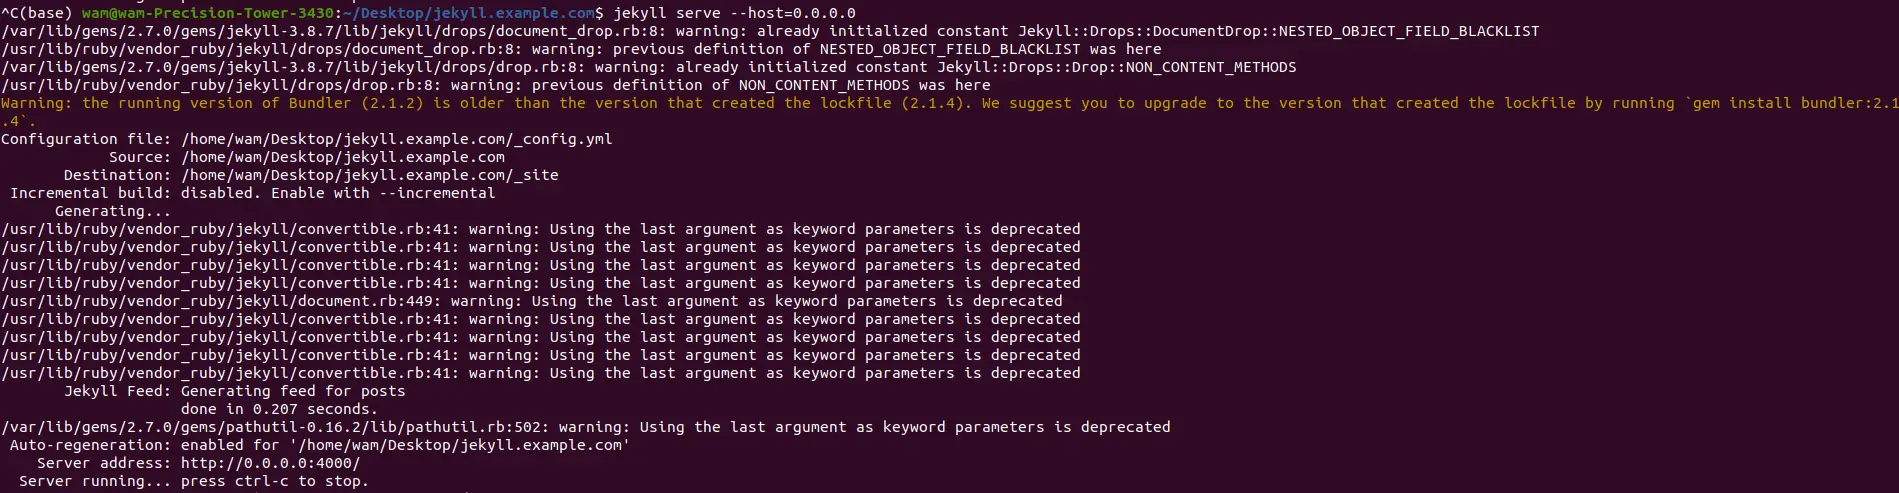 ^C(base) wam@wam-Precision-Tower-3430:~/Desktop/jekyll.example.com$ jekyll serve --host=0.0.0.0
/var/lib/gems/2.7.0/gems/jekyll-3.8.7/lib/jekyll/drops/document_drop.rb:8: warning: already initialized constant Jekyll::Drops::DocumentDrop::NESTED_OBJECT_FIELD_BLACKLIST
/usr/lib/ruby/vendor_ruby/jekyll/drops/document_drop.rb:8: warning: previous definition of NESTED_OBJECT_FIELD_BLACKLIST was here
/var/lib/gems/2.7.0/gems/jekyll-3.8.7/lib/jekyll/drops/drop.rb:8: warning: already initialized constant Jekyll::Drops::Drop::NON_CONTENT_METHODS
/usr/lib/ruby/vendor_ruby/jekyll/drops/drop.rb:8: warning: previous definition of NON_CONTENT_METHODS was here
Warning: the running version of Bundler (2.1.2) is older than the version that created the lockfile (2.1.4). We suggest you to upgrade to the version that created the lockfile by running `gem install bundler:2.1
.4`.
Configuration file: /home/wam/Desktop/jekyll.example.com/_config.yml
Source: /home/wam/Desktop/jekyll.example.com
Destination: /home/wam/Desktop/jekyll.example.com/_site
Incremental build: disabled. Enable with --incremental
Generating...
/usr/lib/ruby/vendor_ruby/jekyll/convertible.rb:41: warning: Using the last argument as keyword parameters is deprecated
/usr/lib/ruby/vendor_ruby/jekyll/convertible.rb:41: warning: Using the last argument as keyword parameters is deprecated
/usr/lib/ruby/vendor_ruby/jekyll/convertible.rb:41: warning: Using the last argument as keyword parameters is deprecated
/usr/lib/ruby/vendor_ruby/jekyll/convertible.rb:41: warning: Using the last argument as keyword parameters is deprecated
/usr/lib/ruby/vendor_ruby/jekyll/document.rb:449: warning: Using the last argument as keyword parameters is deprecated
/usr/lib/ruby/vendor_ruby/jekyll/convertible.rb:41: warning: Using the last argument as keyword parameters is deprecated
/usr/lib/ruby/vendor_ruby/jekyll/convertible.rb:41: warning: Using the last argument as keyword parameters is deprecated
/usr/lib/ruby/vendor_ruby/jekyll/convertible.rb:41: warning: Using the last argument as keyword parameters is deprecated
/usr/lib/ruby/vendor_ruby/jekyll/convertible.rb:41: warning: Using the last argument as keyword parameters is deprecated
Jekyll Feed: Generating feed for posts
done in 0.207 seconds.
/var/lib/gems/2.7.0/gems/pathutil-0.16.2/lib/pathutil.rb:502: warning: Using the last argument as keyword parameters is deprecated
Auto-regeneration: enabled for '/home/wam/Desktop/jekyll.example.com'
Server address: http://0.0.0.0:4000/
Server running... press ctrl-c to stop.